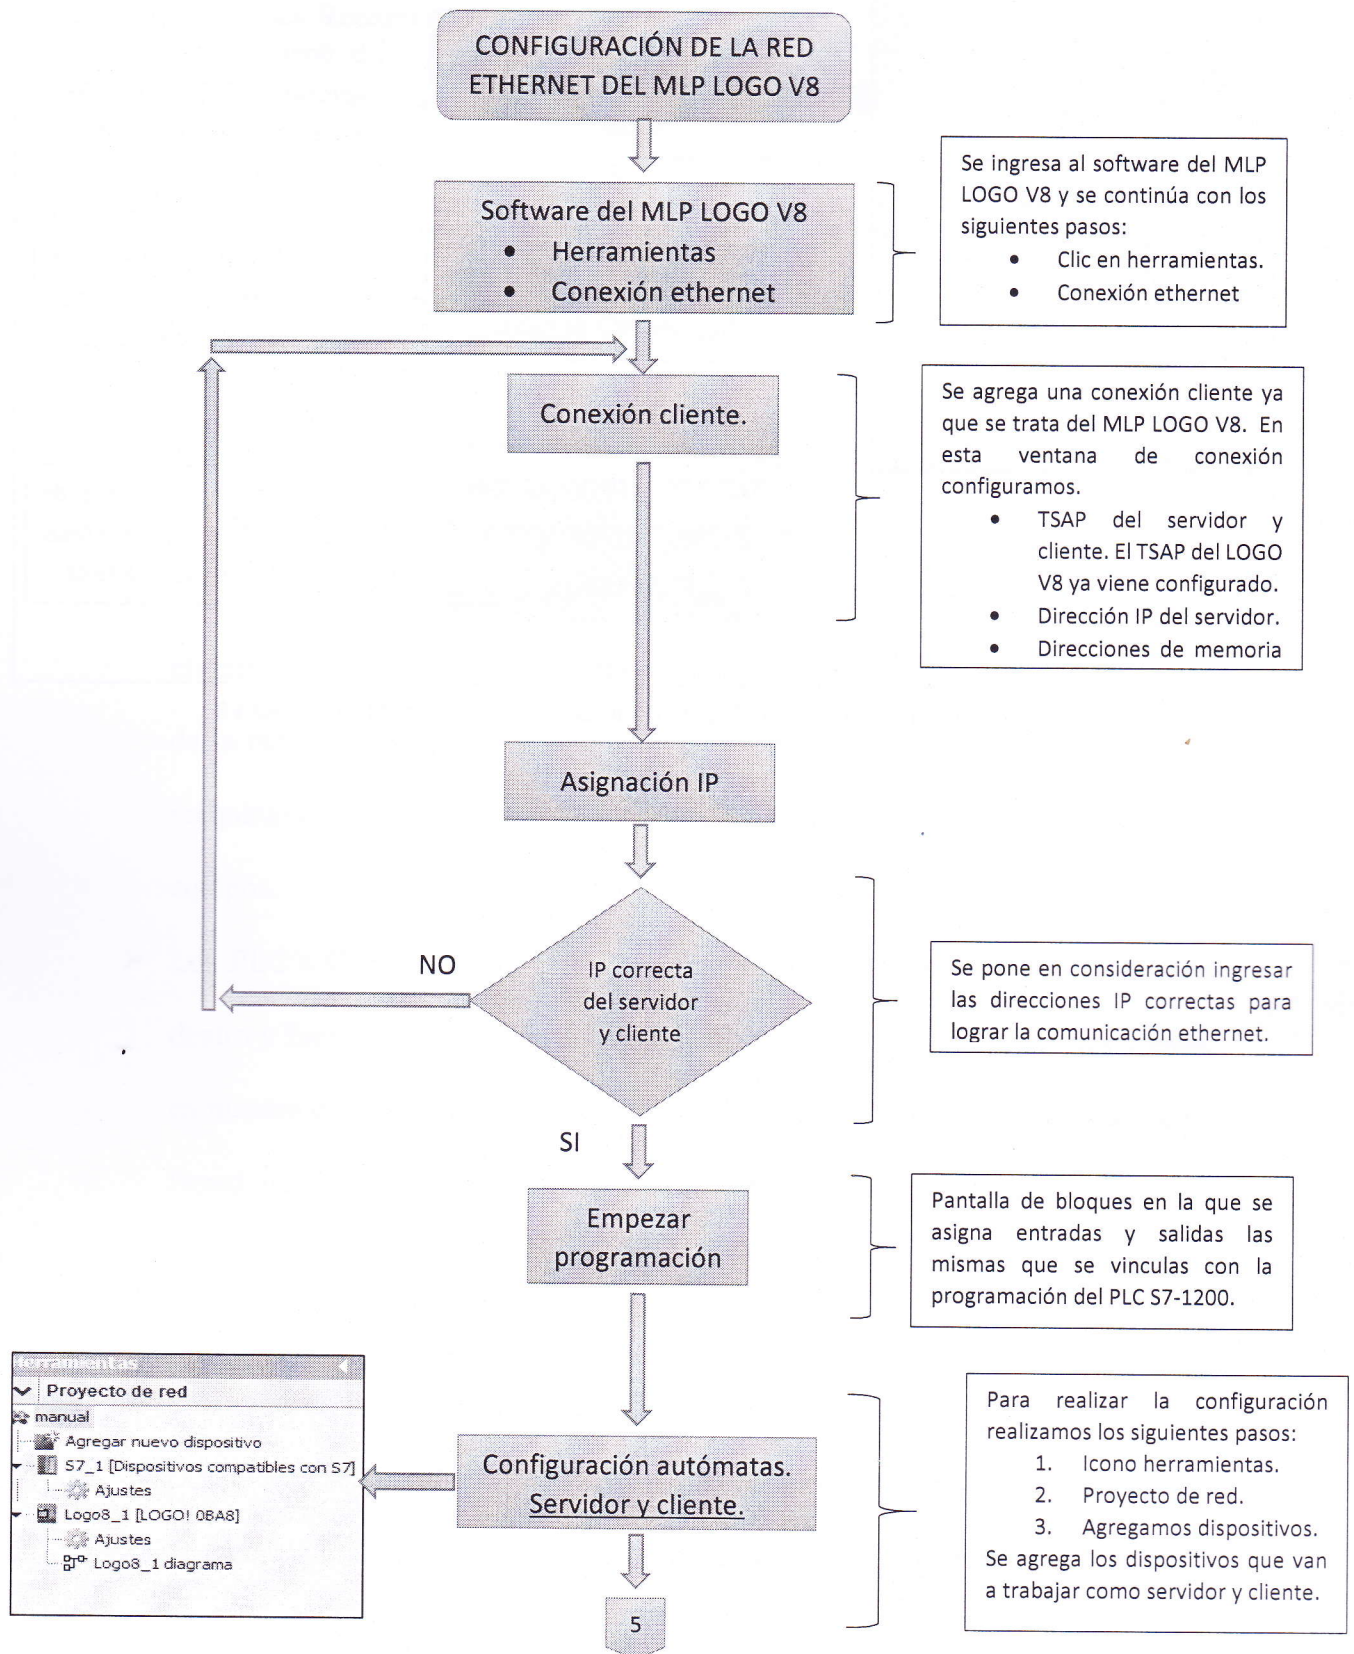 CONFIGURACIÓN DE LA RED
ETHERNET DEL MLP LOGO V8
Software del MLP LOGO V8
• Herramientas
• Conexión ethernet
Se ingresa al software del MLP
LOGO V8 y se continúa con los
siguientes pasos:
• Clic en herramientas.
• Conexión ethernet
Conexión cliente.
Se agrega una conexión cliente ya
que se trata del MLP LOGO V8. En
esta ventana de conexión
configuramos.
• TSAP del servidor y
cliente. El TSAP del LOGO
V8 ya viene configurado.
• Dirección IP del servidor.
• Direcciones de memoria
Asignación IP
IP correcta
del servidor
y cliente
NO
SI
Se pone en consideración ingresar
las direcciones IP correctas para
lograr la comunicación ethernet.
Empezar
programación
Pantalla de bloques en la que se
asigna entradas y salidas las
mismas que se vinculas con la
programación del PLC S7-1200.
Configuración autómatas.
Servidor y cliente.
Herramientas
Proyecto de red
manual
Agregar nuevo dispositivo
S7_1 [Dispositivos compatibles con S7]
Ajustes
Logo8_1 [LOGO! 0BA8]
Ajustes
Logo8_1 diagrama
Para realizar la configuración
realizamos los siguientes pasos:
1. Icono herramientas.
2. Proyecto de red.
3. Agregamos dispositivos.
Se agrega los dispositivos que van
a trabajar como servidor y cliente.
5